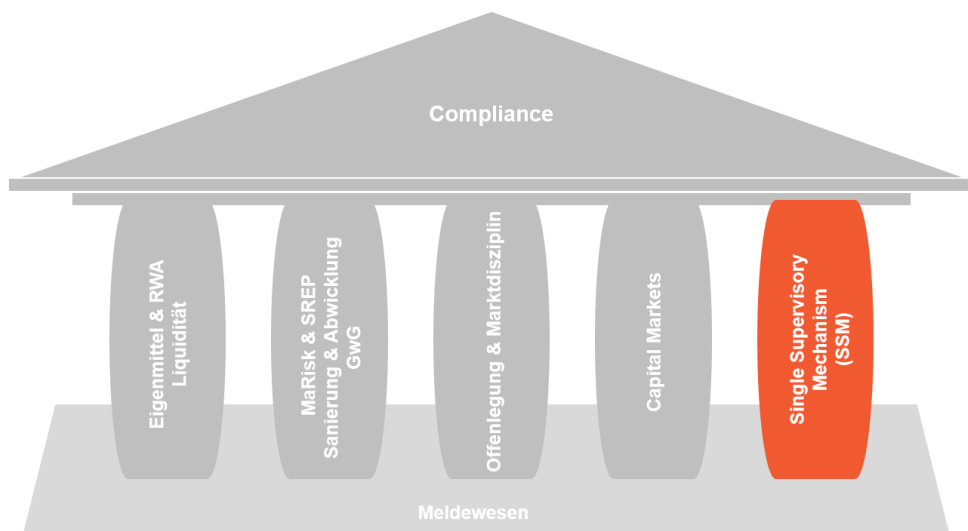 Compliance
Eigenmittel & RWA
Liquidität
MaRisk & SREP
Sanierung & Abwicklung
GwG
Offenlegung & Marktdisziplin
Capital Markets
Single Supervisory
Mechanism
(SSM)
Meldewesen